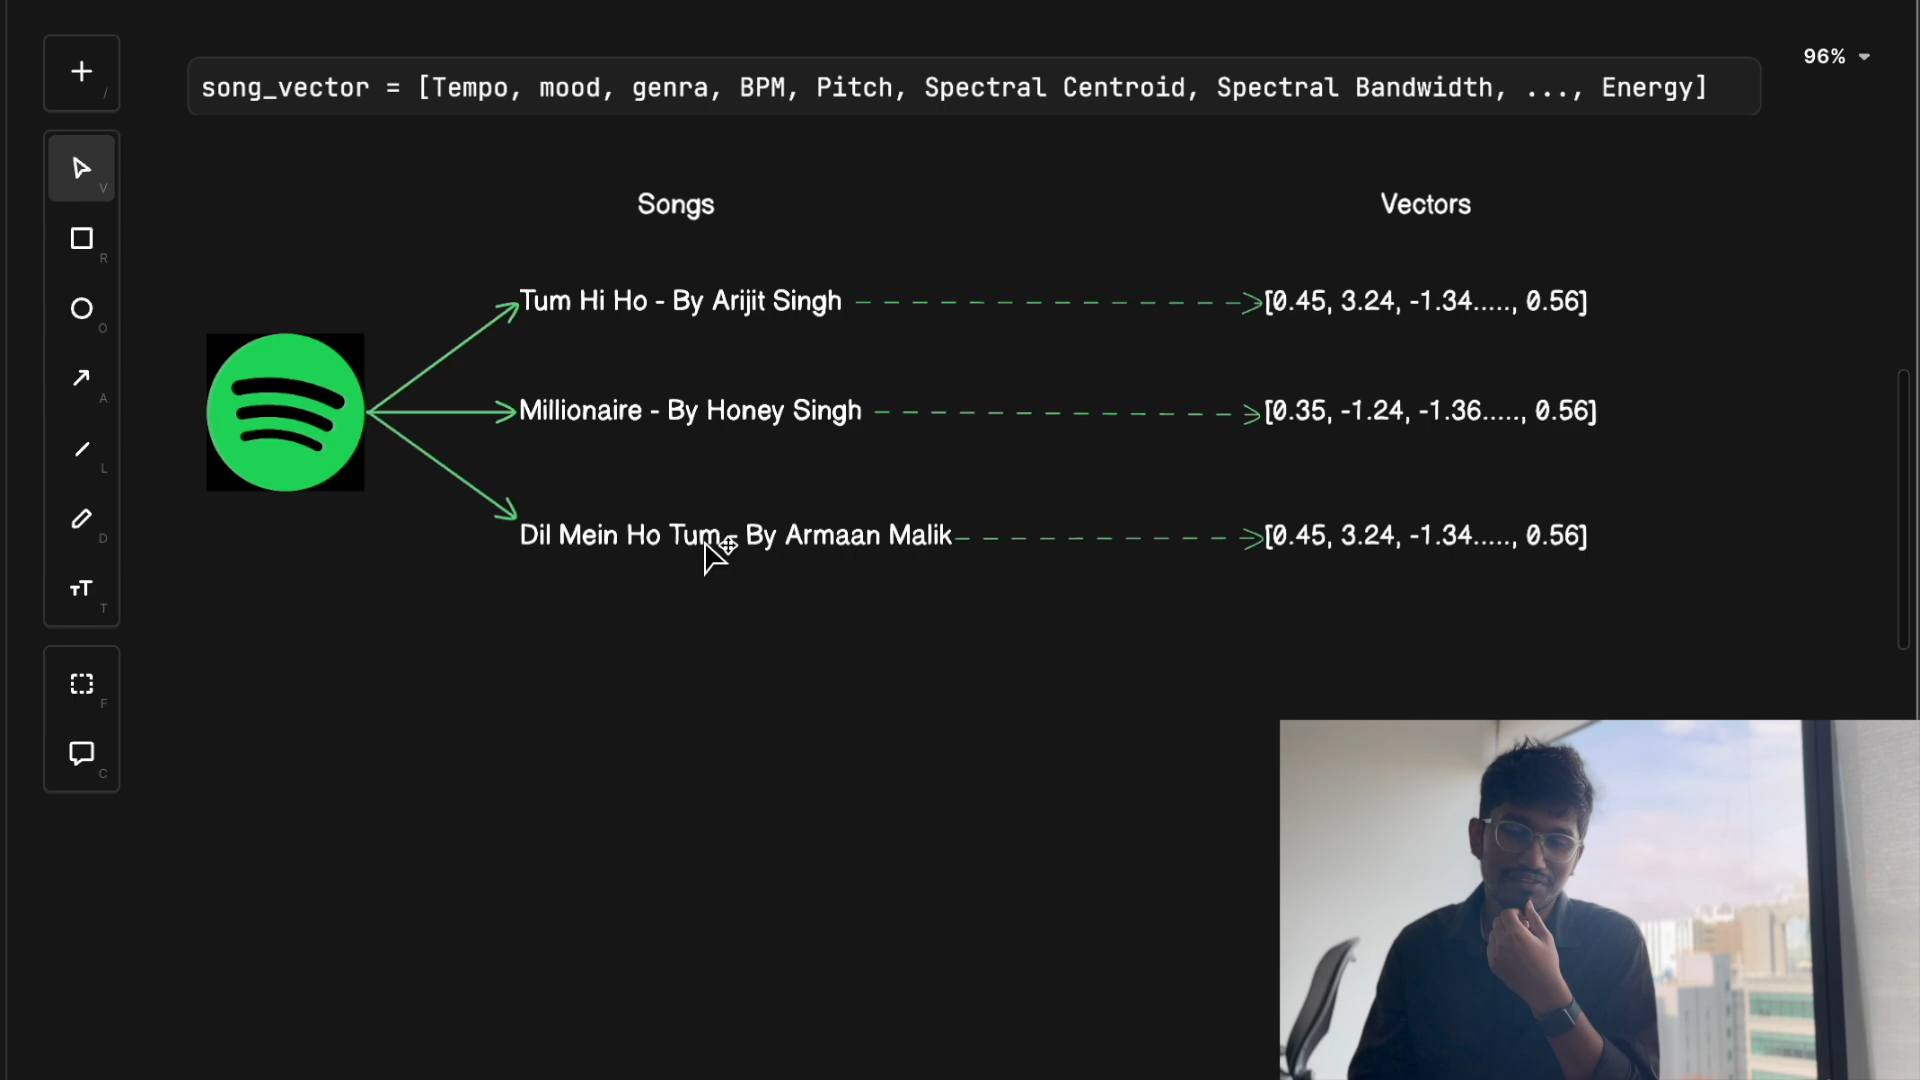 96%
song_vector = [Tempo, mood, genra, BPM, Pitch, Spectral Centroid, Spectral Bandwidth, ..., Energy]
/
V
R
O
A
L
D
T
F
C
Songs
Vectors
Tum Hi Ho - By Arijit Singh
[0.45, 3.24, -1.34....., 0.56]
Millionaire - By Honey Singh
[0.35, -1.24, -1.36....., 0.56]
Dil Mein Ho Tum - By Armaan Malik
[0.45, 3.24, -1.34....., 0.56]